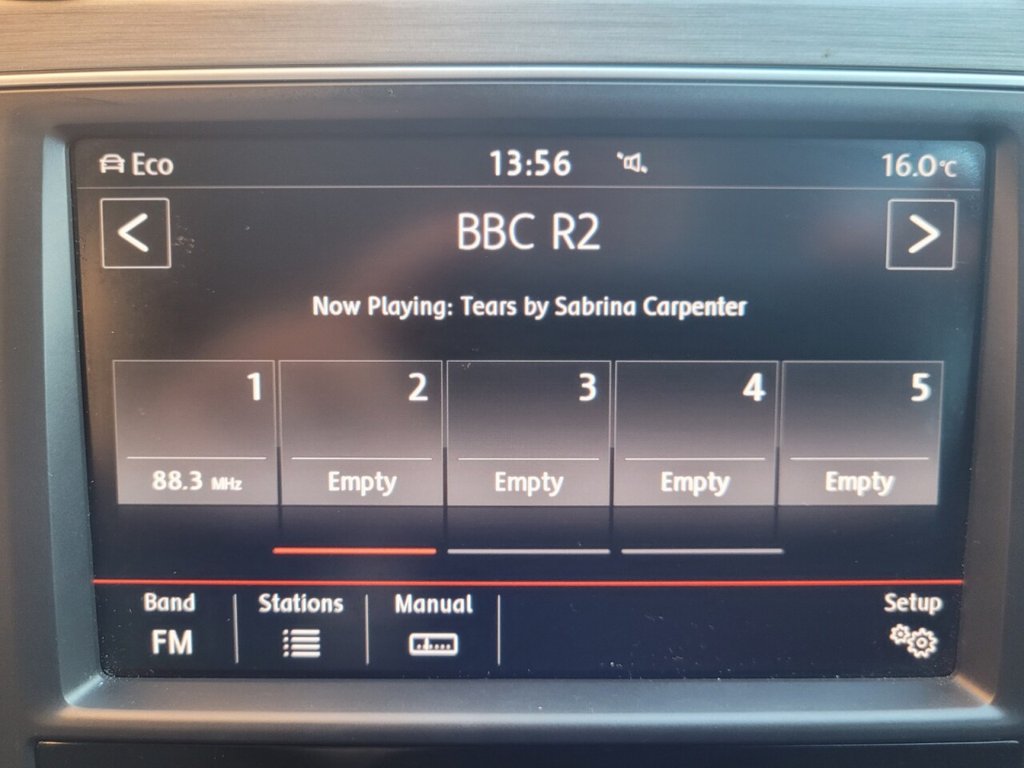 Eco 13:56 16.0°C
< BBC R2 >
Now Playing: Tears by Sabrina Carpenter
1 2 3 4 5
88.3 MHz Empty Empty Empty Empty
Band Stations Manual Setup
FM